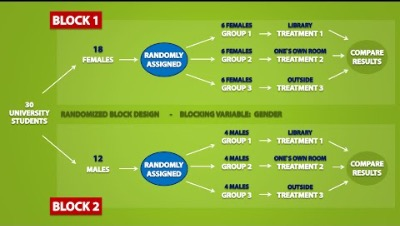 BLOCK 1
18
FEMALES
RANDOMLY
ASSIGNED
6 FEMALES
GROUP 1
LIBRARY
TREATMENT 1
6 FEMALES
GROUP 2
ONE'S OWN ROOM
TREATMENT 2
6 FEMALES
GROUP 3
OUTSIDE
TREATMENT 3
COMPARE
RESULTS
30
UNIVERSITY
STUDENTS
RANDOMIZED BLOCK DESIGN - BLOCKING VARIABLE: GENDER
12
MALES
RANDOMLY
ASSIGNED
4 MALES
GROUP 1
LIBRARY
TREATMENT 1
4 MALES
GROUP 2
ONE'S OWN ROOM
TREATMENT 2
4 MALES
GROUP 3
OUTSIDE
TREATMENT 3
COMPARE
RESULTS
BLOCK 2